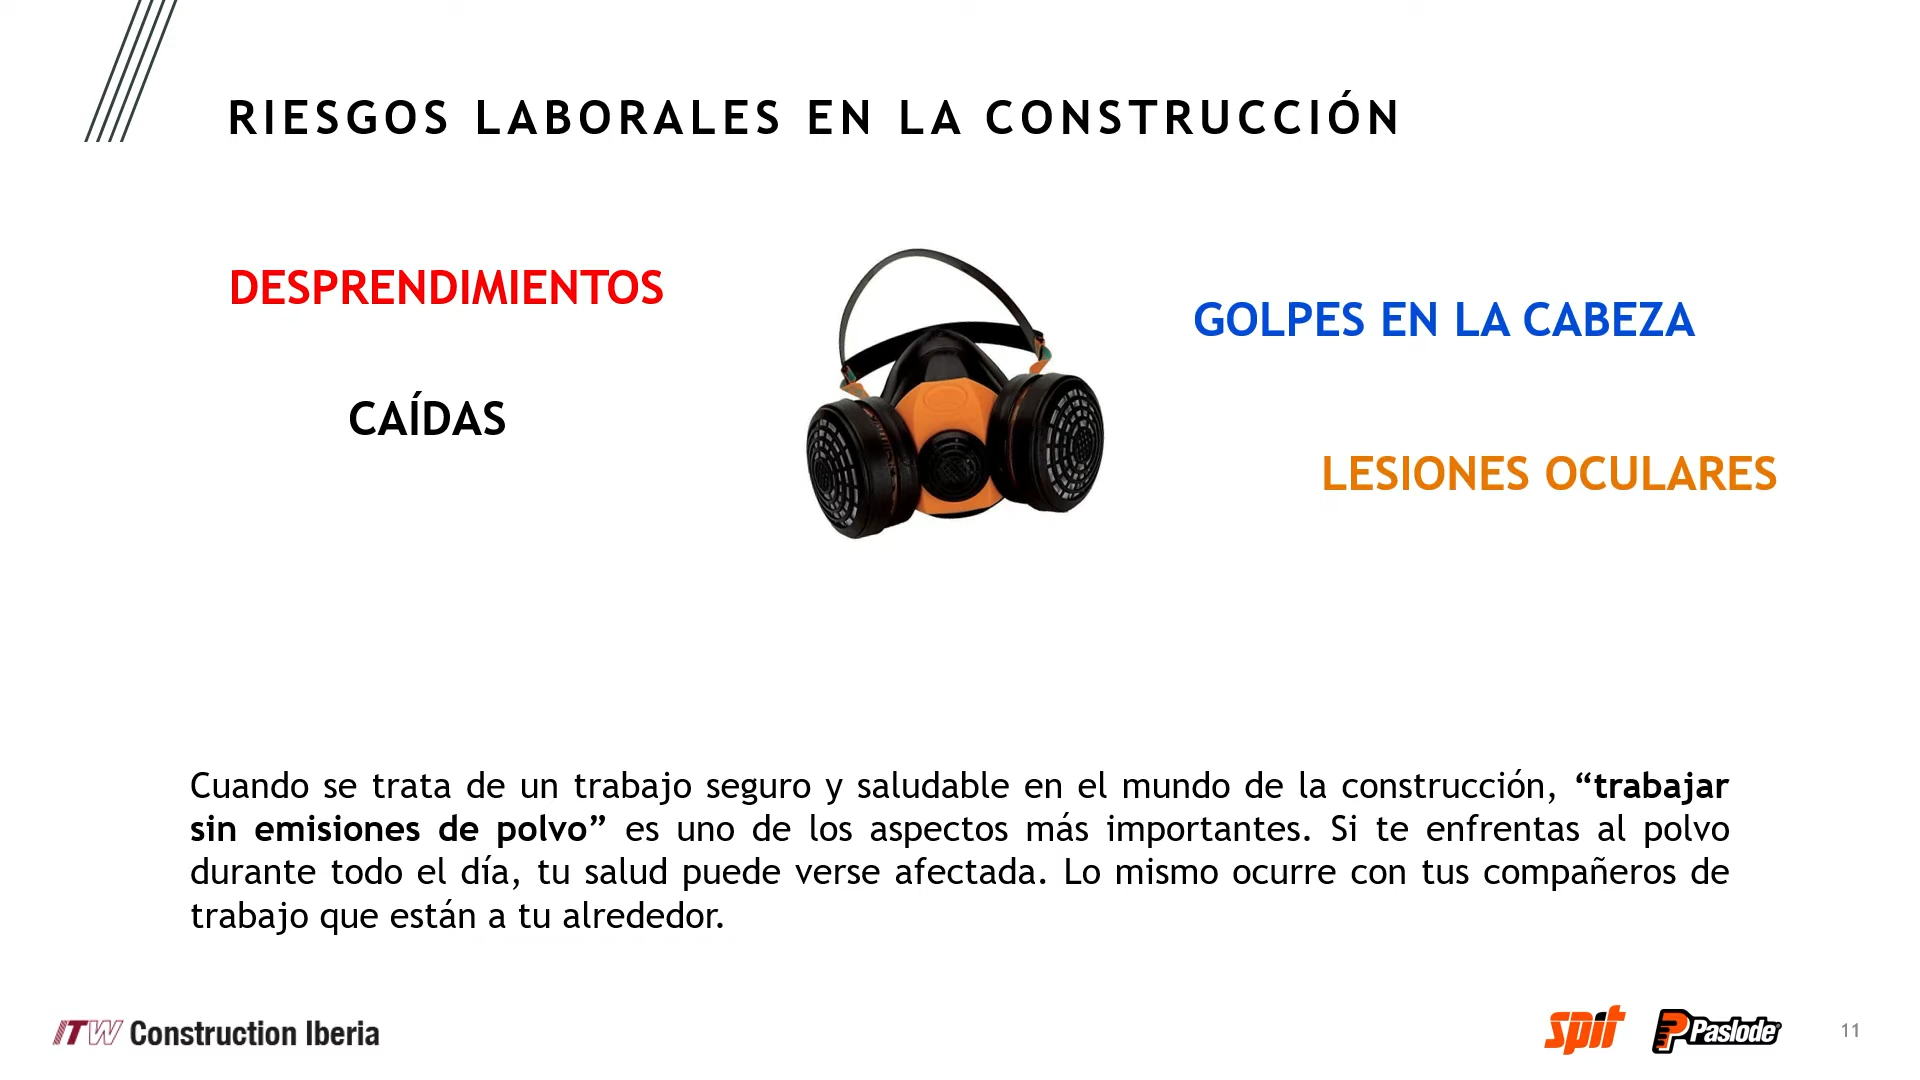 RIESGOS LABORALES EN LA CONSTRUCCIÓN
DESPRENDIMIENTOS
GOLPES EN LA CABEZA
CAÍDAS
LESIONES OCULARES
Cuando se trata de un trabajo seguro y saludable en el mundo de la construcción, “trabajar
sin emisiones de polvo” es uno de los aspectos más importantes. Si te enfrentas al polvo
durante todo el día, tu salud puede verse afectada. Lo mismo ocurre con tus compañeros de
trabajo que están a tu alrededor.
ITW Construction Iberia
spit
Paslode
11